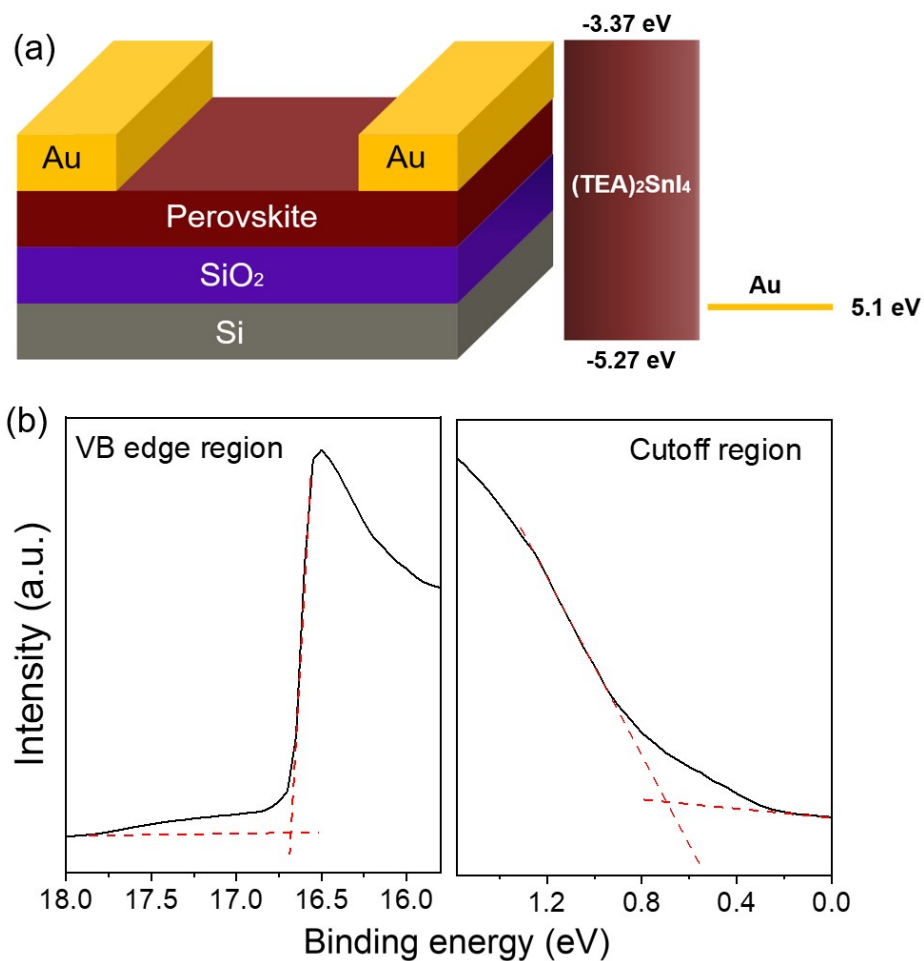 (a)
Au
Au
Perovskite
SiO₂
Si
-3.37 eV
(TEA)₂SnI₄
-5.27 eV
Au
5.1 eV
(b)
VB edge region
Cutoff region
Intensity (a.u.)
18.0 17.5 17.0 16.5 16.0
1.2 0.8 0.4 0.0
Binding energy (eV)